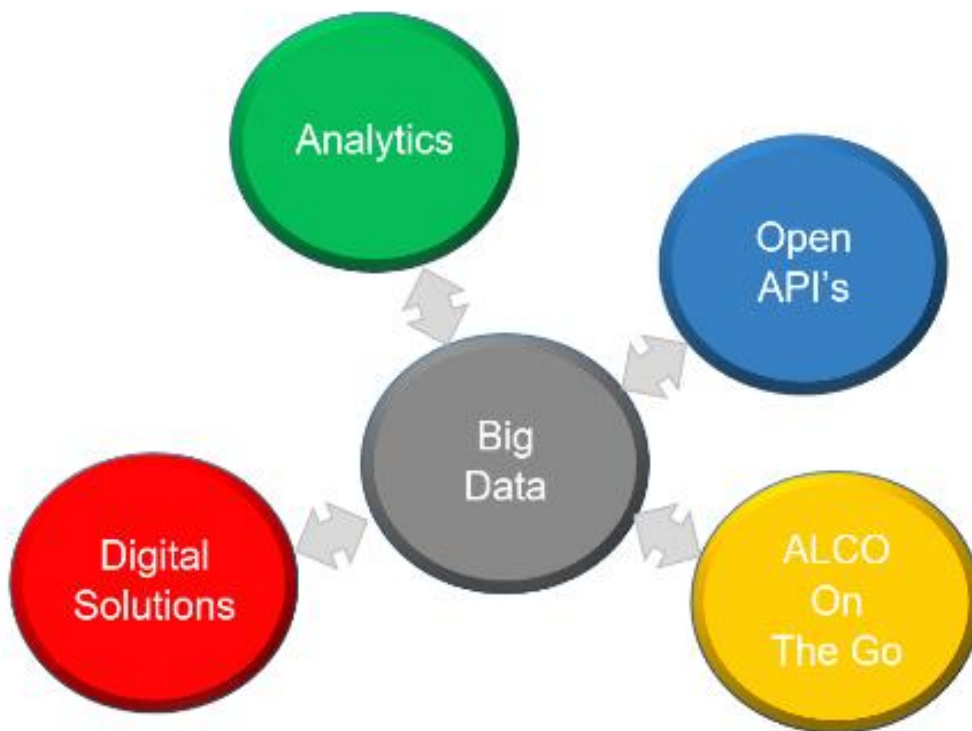 Analytics
Open
API's
Big
Data
Digital
Solutions
ALCO
On
The Go